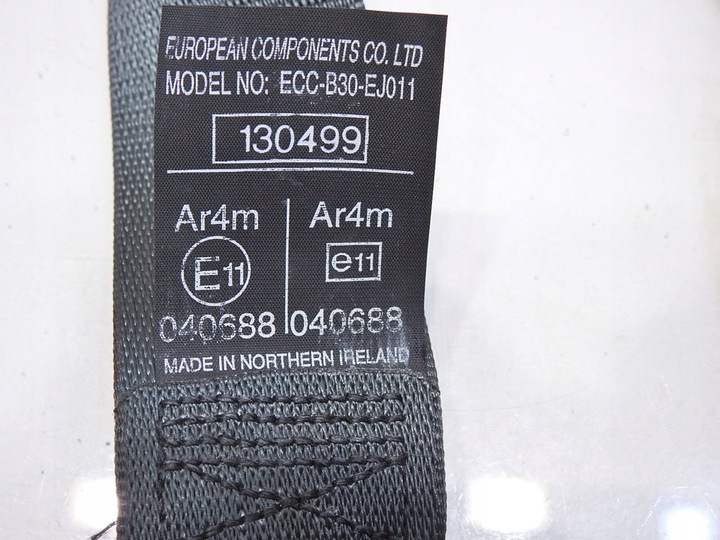 EUROPEAN COMPONENTS CO. LTD
MODEL NO: ECC-B30-EJ011
130499
Ar4m Ar4m
E11 e11
040688 040688
MADE IN NORTHERN IRELAND